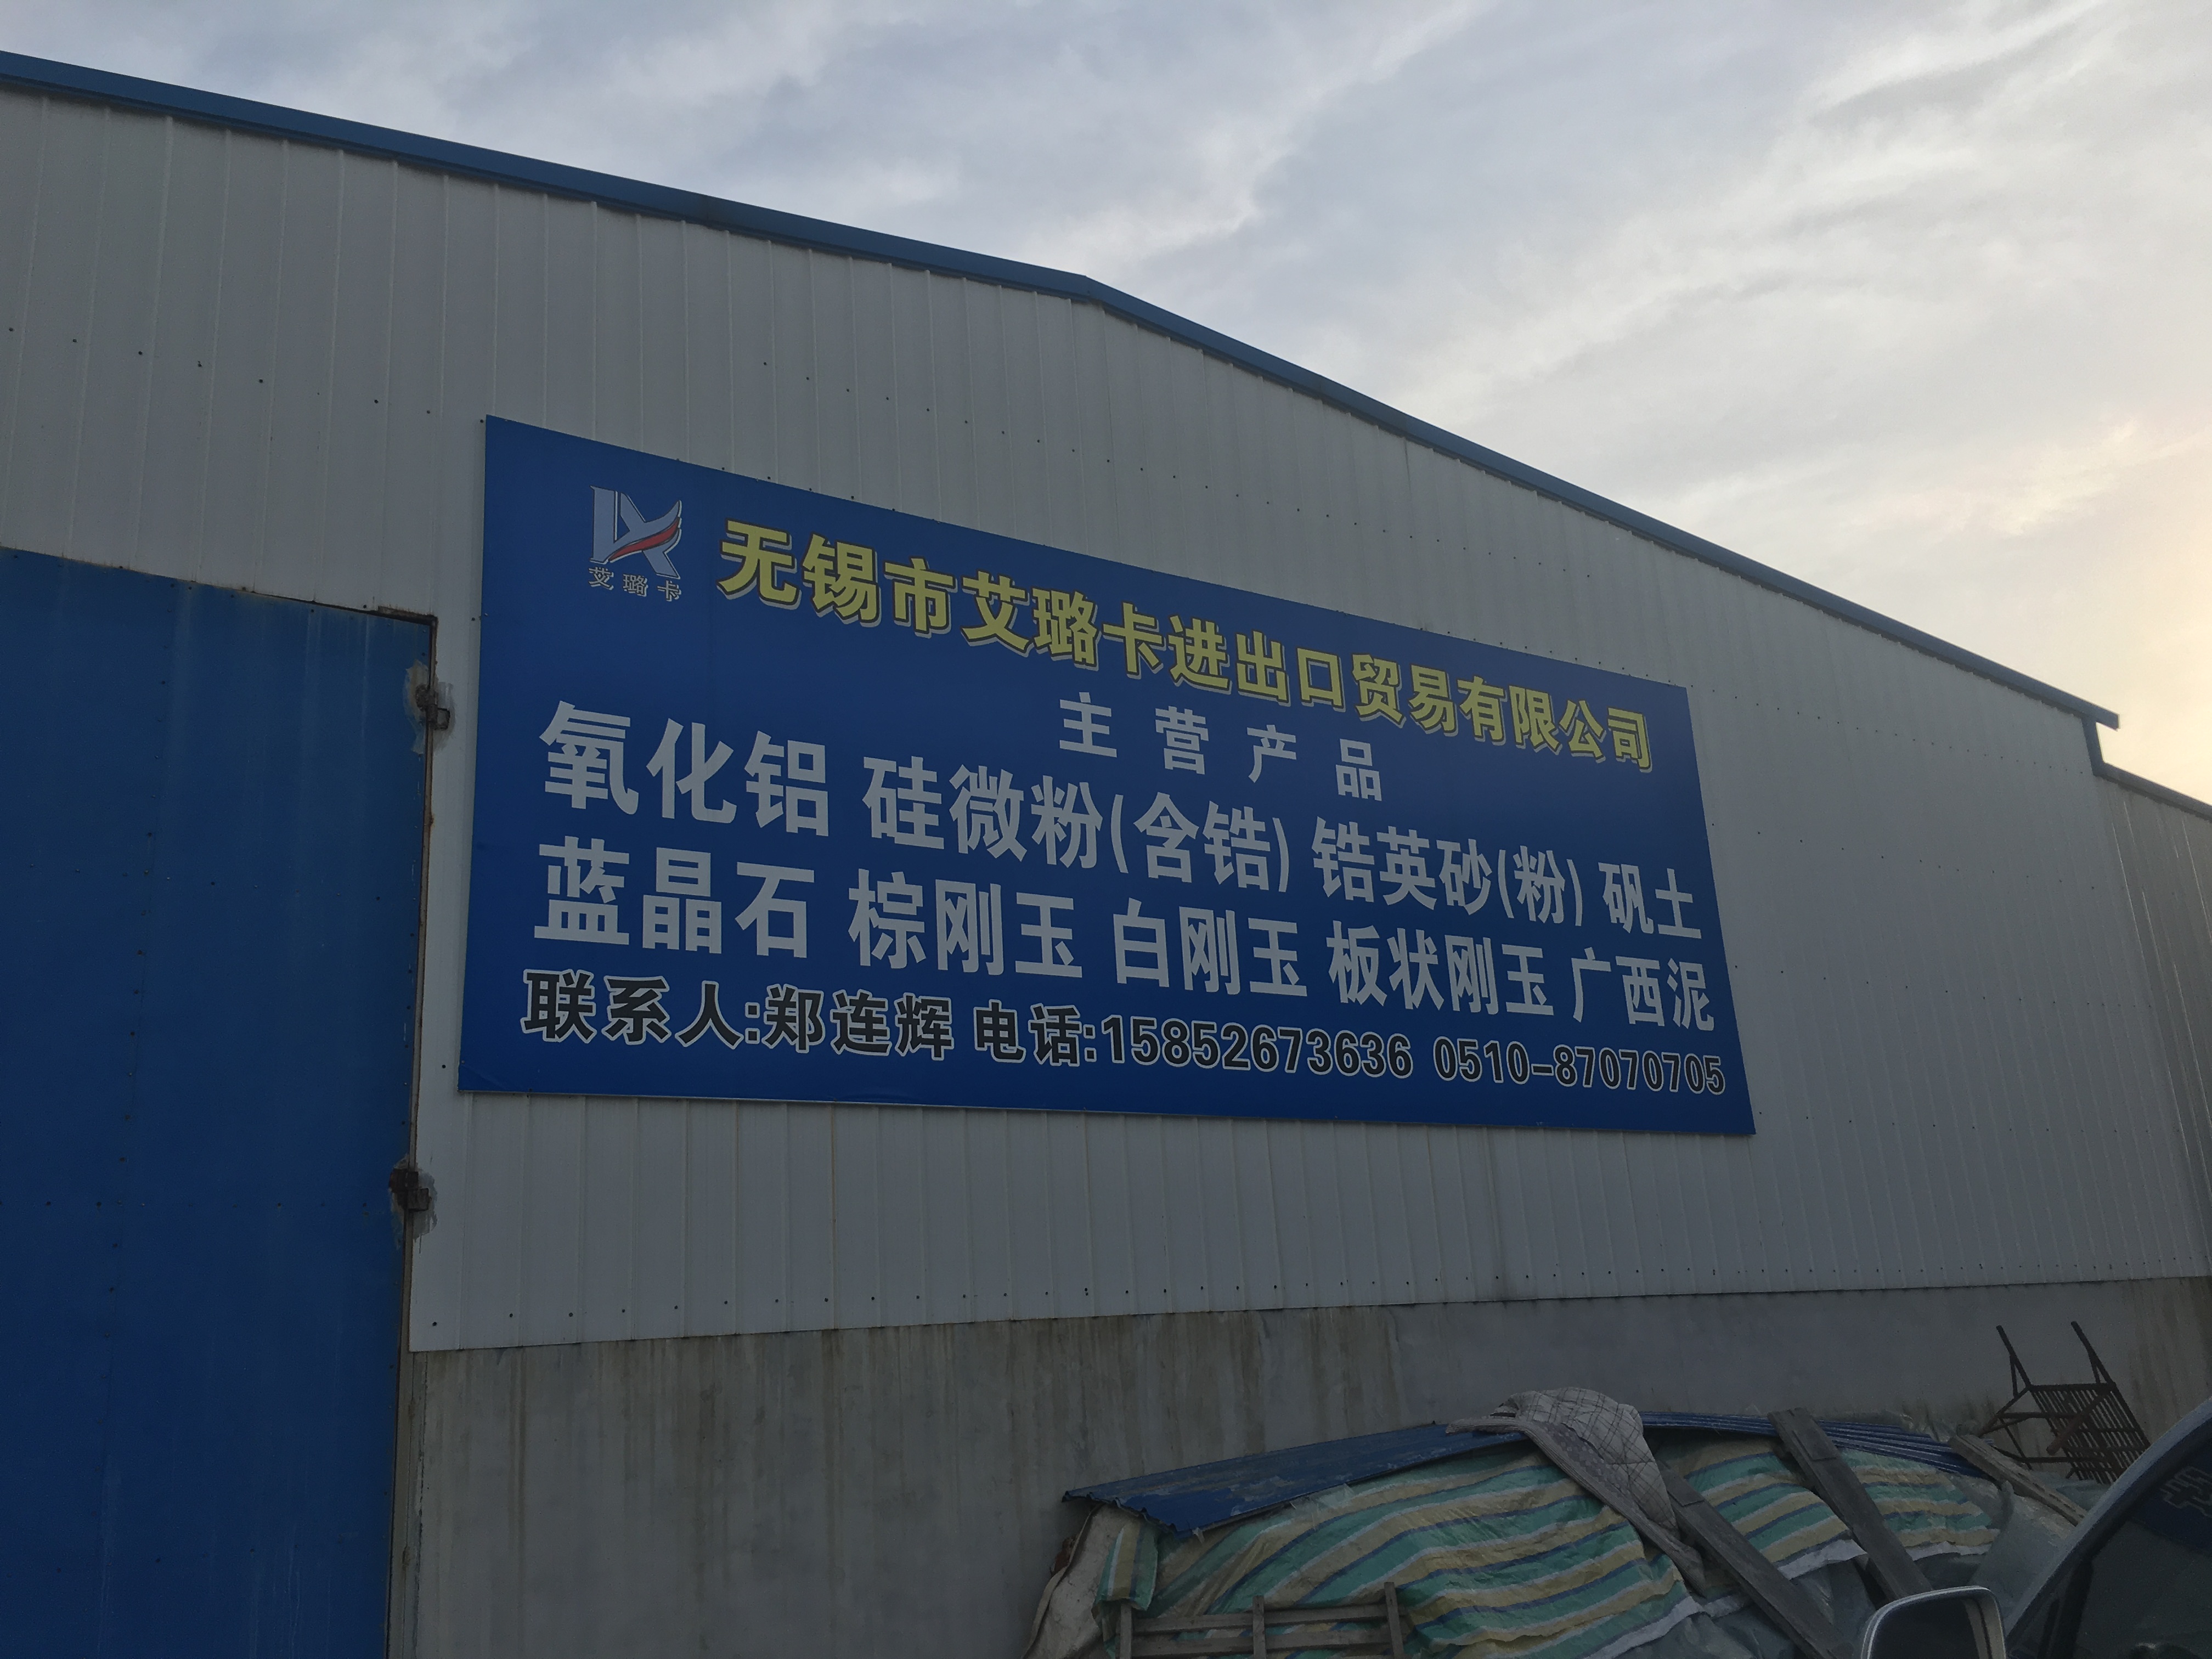 艾璐卡
无锡市艾璐卡进出口贸易有限公司
主营产品
氧化铝 硅微粉(含锆) 锆英砂(粉) 矾土
蓝晶石 棕刚玉 白刚玉 板状刚玉 广西泥
联系人:郑连辉 电话:15852673636 0510-87070705